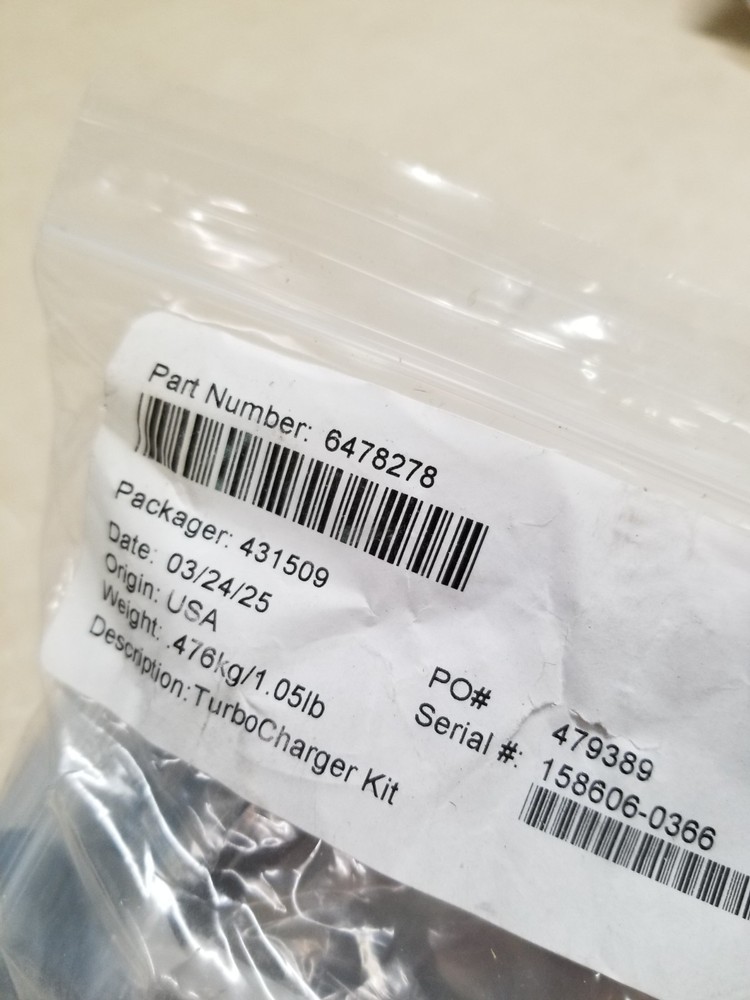 Part Number: 6478278
Packager: 431509
Date: 03/24/25
Origin: USA
Weight: .476kg/1.05lb
Description:TurboCharger Kit
PO# 479389
Serial #: 158606-0366